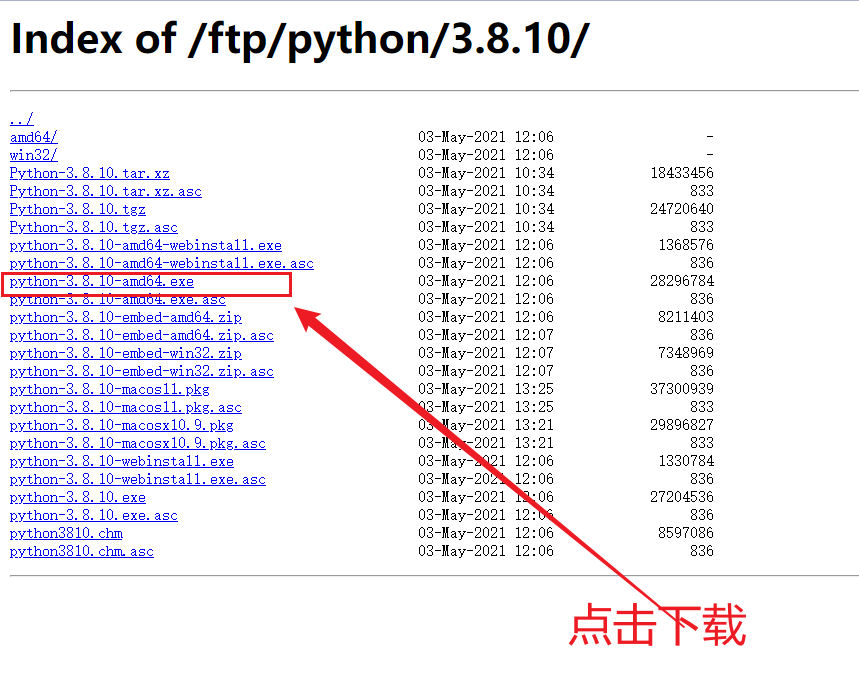 Index of /ftp/python/3.8.10/
../
amd64/ 03-May-2021 12:06 -
win32/ 03-May-2021 12:06 -
Python-3.8.10.tar.xz 03-May-2021 10:34 18433456
Python-3.8.10.tar.xz.asc 03-May-2021 10:34 833
Python-3.8.10.tgz 03-May-2021 10:34 24720640
Python-3.8.10.tgz.asc 03-May-2021 10:34 833
python-3.8.10-amd64-webinstall.exe 03-May-2021 12:06 1368576
python-3.8.10-amd64-webinstall.exe.asc 03-May-2021 12:06 836
python-3.8.10-amd64.exe 03-May-2021 12:06 28296784
python-3.8.10-amd64.exe.asc 03-May-2021 12:06 836
python-3.8.10-embed-amd64.zip 03-May-2021 12:06 8211403
python-3.8.10-embed-amd64.zip.asc 03-May-2021 12:07 836
python-3.8.10-embed-win32.zip 03-May-2021 12:07 7348969
python-3.8.10-embed-win32.zip.asc 03-May-2021 12:07 836
python-3.8.10-macos11.pkg 03-May-2021 13:25 37300939
python-3.8.10-macos11.pkg.asc 03-May-2021 13:25 833
python-3.8.10-macosx10.9.pkg 03-May-2021 13:21 29896827
python-3.8.10-macosx10.9.pkg.asc 03-May-2021 13:21 833
python-3.8.10-webinstall.exe 03-May-2021 12:06 1330784
python-3.8.10-webinstall.exe.asc 03-May-2021 12:06 836
python-3.8.10.exe 03-May-2021 12:06 27204536
python-3.8.10.exe.asc 03-May-2021 12:06 836
python3810.chm 03-May-2021 12:06 8597086
python3810.chm.asc 03-May-2021 12:06 836
点击下载